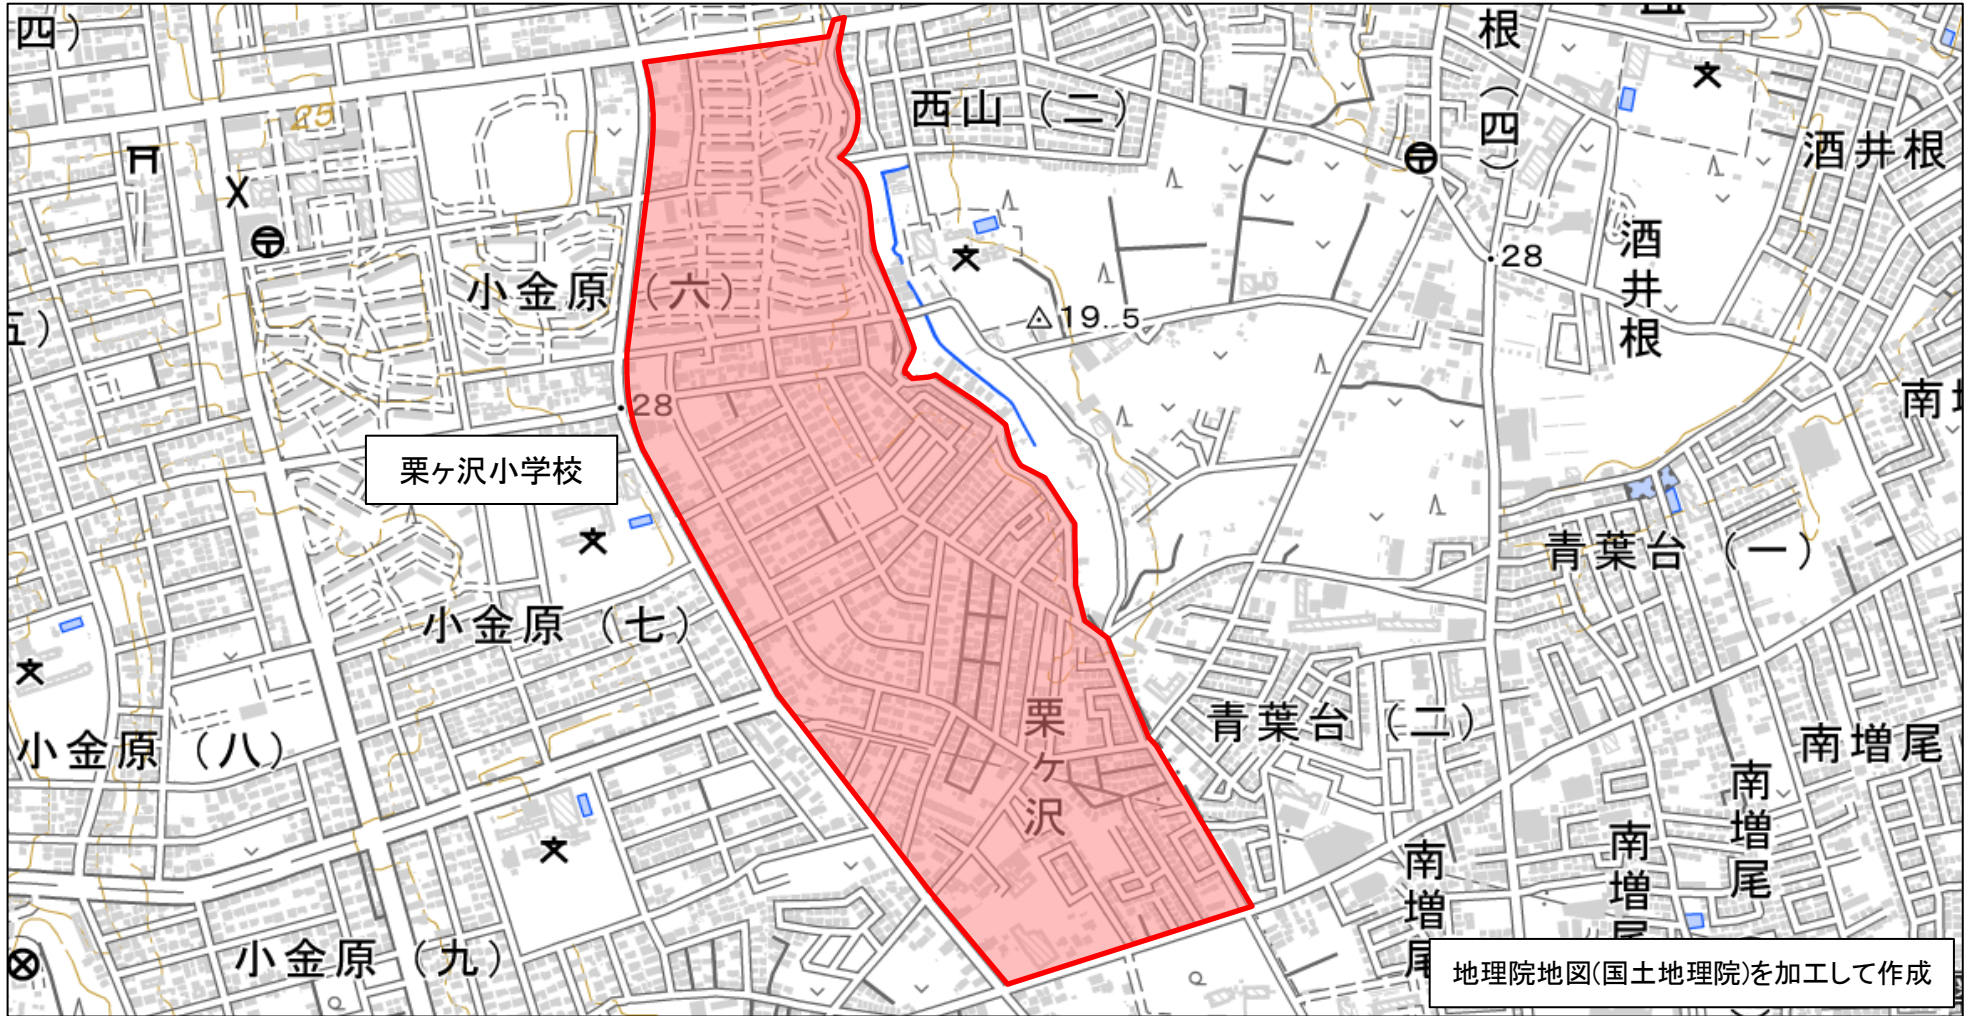 四)
根(四)
25
西山(二)
酒井根
酒井根
28
小金原(六)
19.5
五)
28
南増
栗ヶ沢小学校
青葉台(一)
小金原(七)
栗ケ沢
青葉台(二)
小金原(八)
南増尾
南増尾
南増尾
南増尾
小金原(九)
地理院地図(国土地理院)を加工して作成